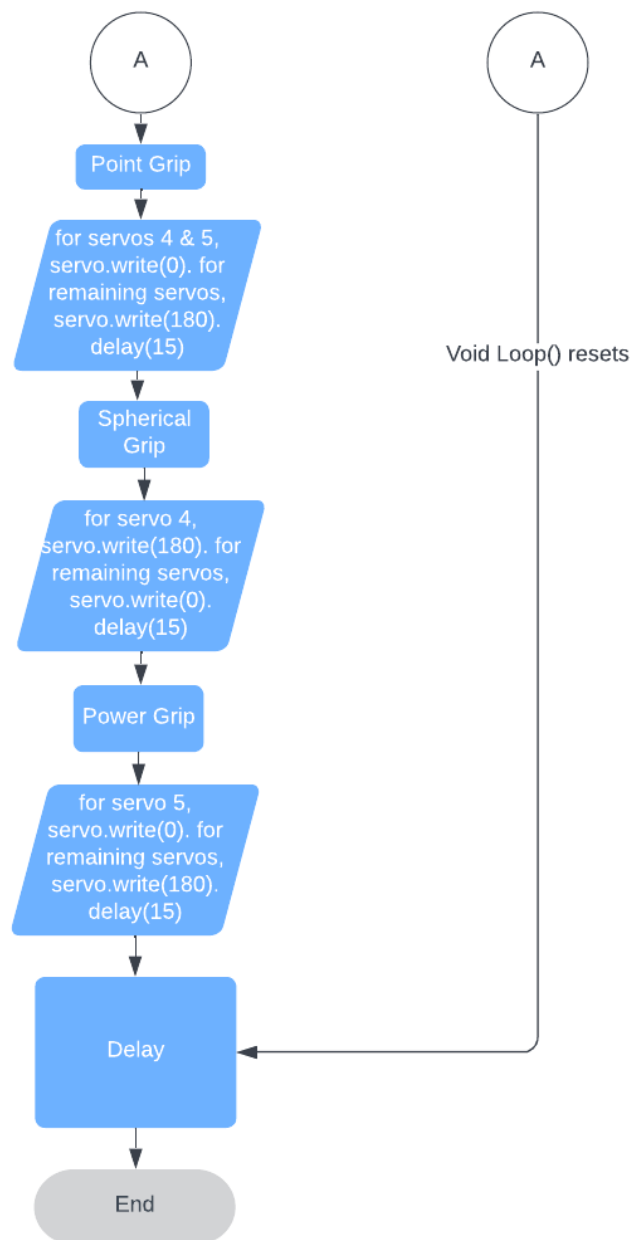 A
A
Point Grip
for servos 4 & 5,
servo.write(0). for
remaining servos,
servo.write(180).
delay(15)
Void Loop() resets
Spherical
Grip
for servo 4,
servo.write(180). for
remaining servos,
servo.write(0).
delay(15)
Power Grip
for servo 5,
servo.write(0). for
remaining servos,
servo.write(180).
delay(15)
Delay
End